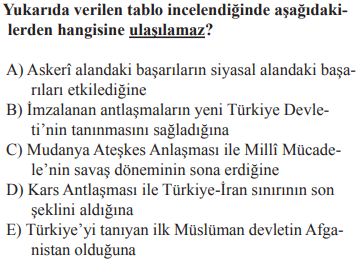 Yukarıda verilen tablo incelendiğinde aşağıdaki-
lerden hangisine ulaşılamaz?
A) Askerî alandaki başarıların siyasal alandaki başa-
rıları etkilediğine
B) İmzalanan antlaşmaların yeni Türkiye Devle-
ti’nin tanınmasını sağladığına
C) Mudanya Ateşkes Anlaşması ile Millî Mücade-
le’nin savaş döneminin sona erdiğine
D) Kars Antlaşması ile Türkiye-İran sınırının son
şeklini aldığına
E) Türkiye’yi tanıyan ilk Müslüman devletin Afga-
nistan olduğuna